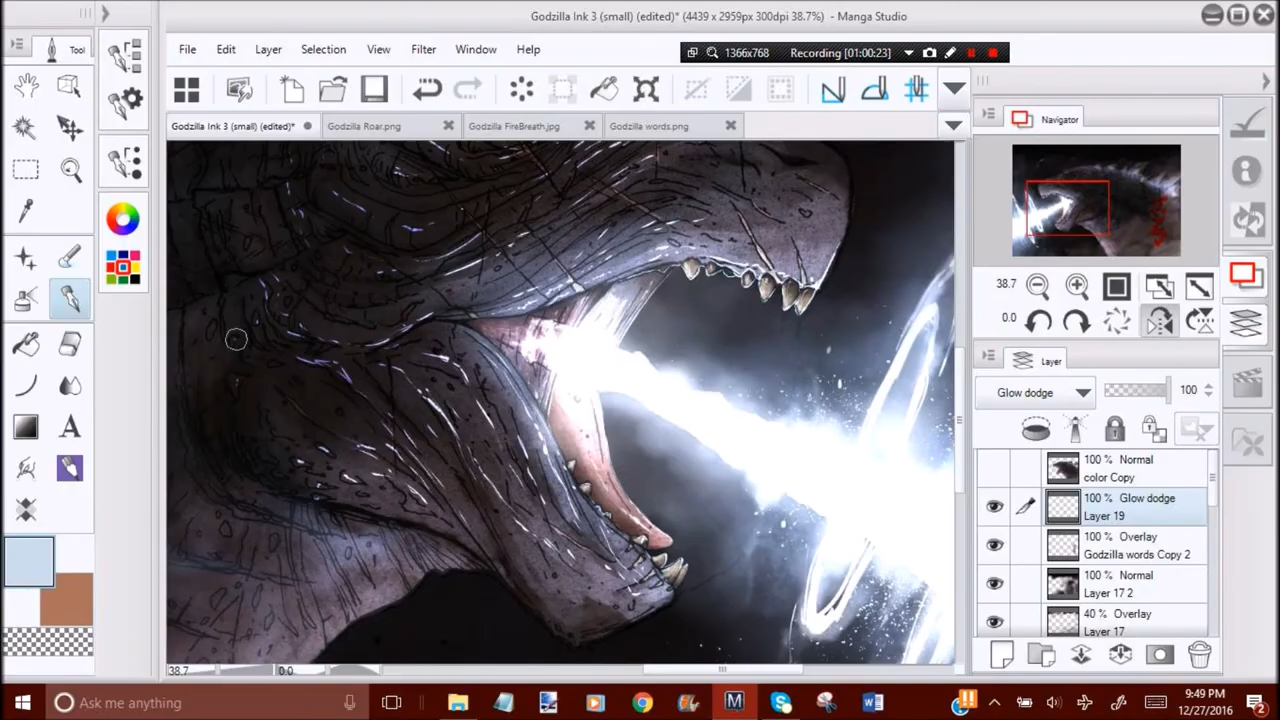 Godzilla Ink 3 (small) (edited)* (4439 x 2959px 300dpi 38.7%) - Manga Studio
Tool
File Edit Layer Selection View Filter Window Help
1366x768 Recording [01:00:23]
Godzilla Ink 3 (small) (edited)* Godzilla Roar.png Godzilla FireBreath.jpg Godzilla words.png
Navigator
38.7
0.0
Layer
Glow dodge 100
100 % Normal
color Copy
100 % Glow dodge
Layer 19
100 % Overlay
Godzilla words Copy 2
100 % Normal
Layer 17 2
40 % Overlay
Layer 17
A
38.7 0.0
Ask me anything
9:49 PM
12/27/2016
2